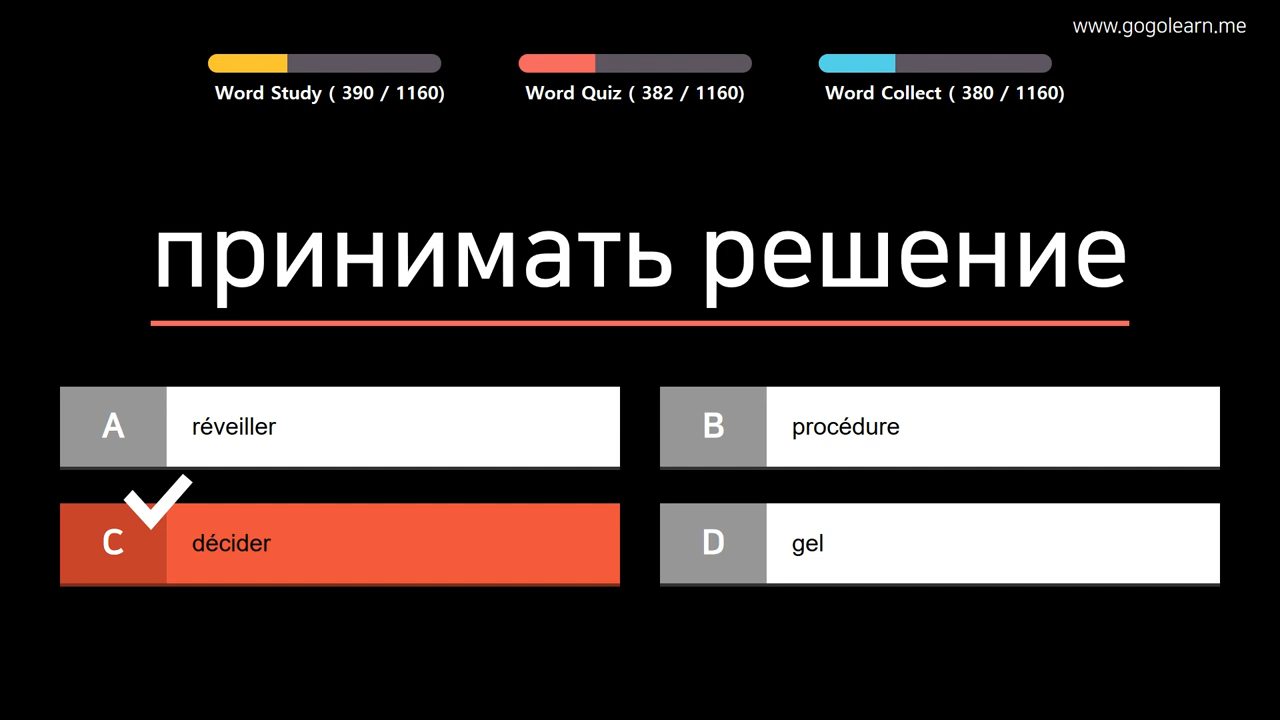 www.gogolearn.me
Word Study ( 390 / 1160)
Word Quiz ( 382 / 1160)
Word Collect ( 380 / 1160)
принимать решение
A
réveiller
B
procédure
C
décider
D
gel